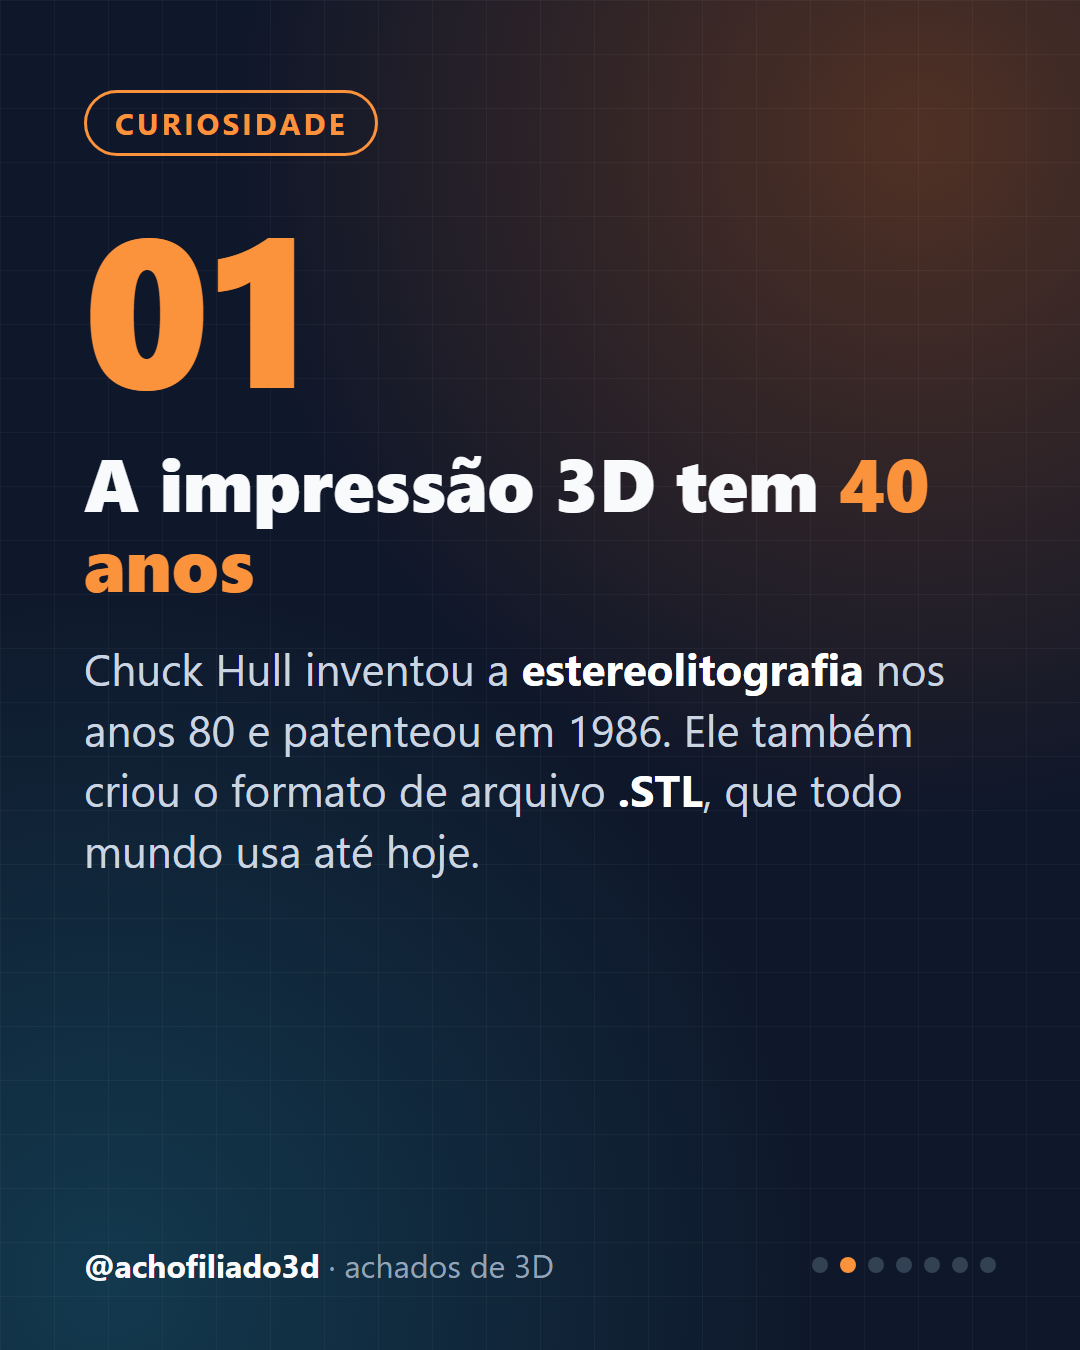 CURIOSIDADE
01
A impressão 3D tem 40
anos
Chuck Hull inventou a estereolitografia nos
anos 80 e patenteou em 1986. Ele também
criou o formato de arquivo .STL, que todo
mundo usa até hoje.
@achofiliado3d · achados de 3D